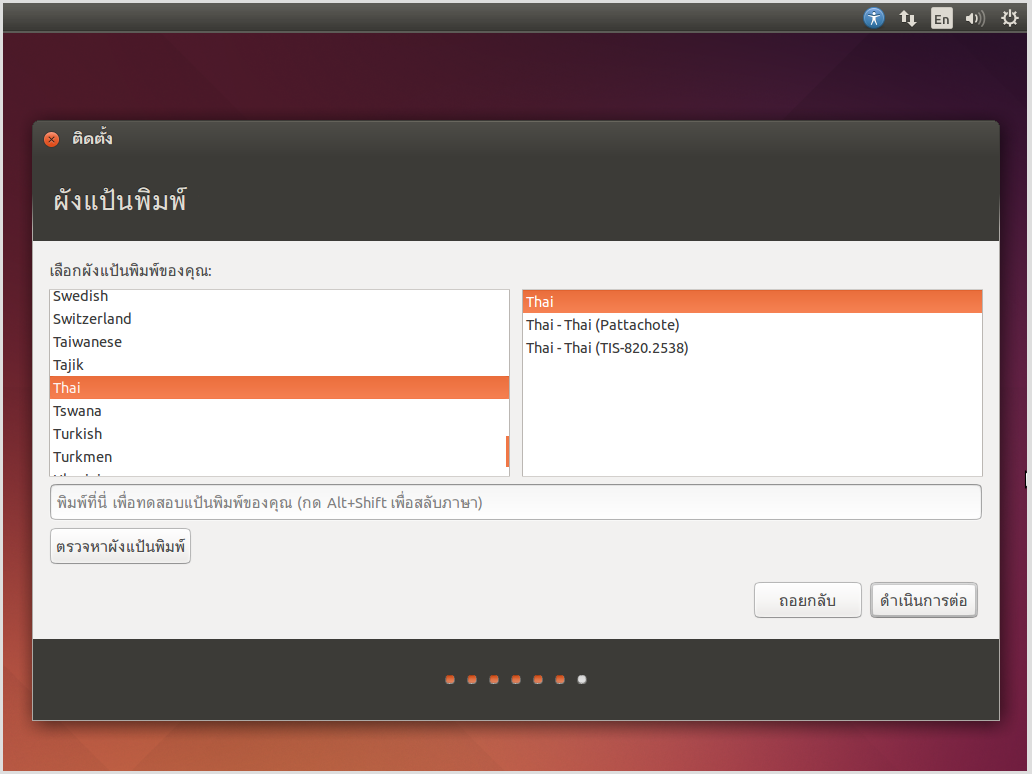 En
ติดตั้ง
ผังแป้นพิมพ์
เลือกผังแป้นพิมพ์ของคุณ:
Swedish
Switzerland
Taiwanese
Tajik
Thai
Tswana
Turkish
Turkmen
Thai
Thai - Thai (Pattachote)
Thai - Thai (TIS-820.2538)
พิมพ์ที่นี่ เพื่อทดสอบแป้นพิมพ์ของคุณ (กด Alt+Shift เพื่อสลับภาษา)
ตรวจหาผังแป้นพิมพ์
ถอยกลับ
ดำเนินการต่อ